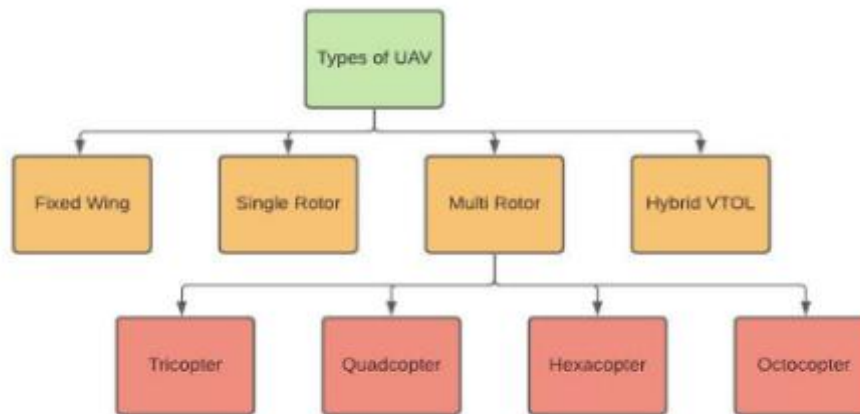 Types of UAV
Fixed Wing
Single Rotor
Multi Rotor
Hybrid VTOL
Tricopter
Quadcopter
Hexacopter
Octocopter